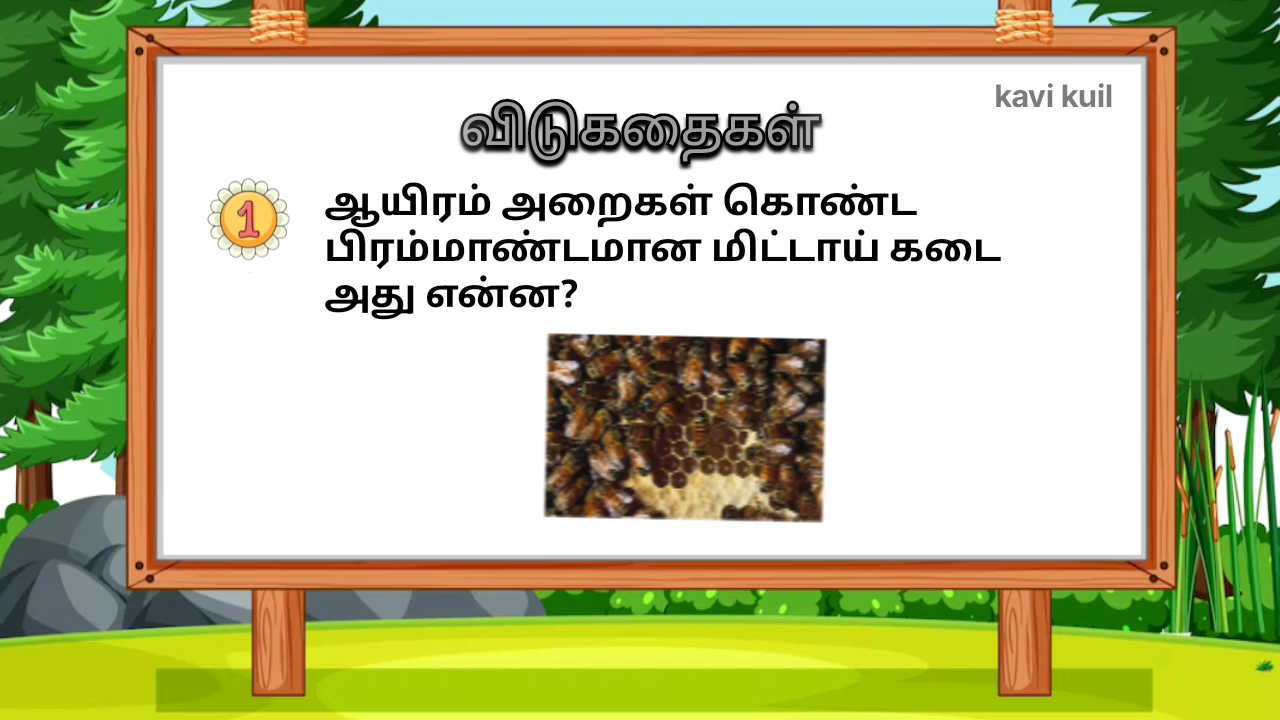 kavi kuil
விடுகதைகள்
1
ஆயிரம் அறைகள் கொண்ட
பிரம்மாண்டமான மிட்டாய் கடை
அது என்ன?